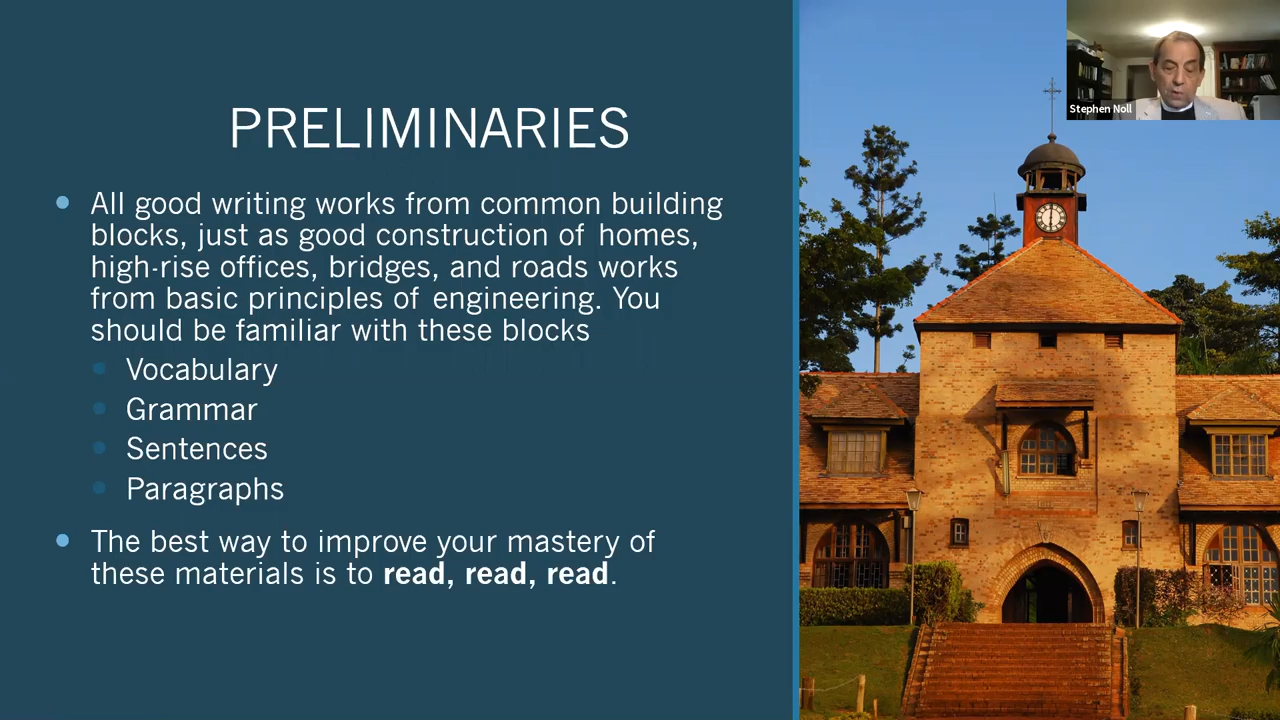 PRELIMINARIES
All good writing works from common building
blocks, just as good construction of homes,
high-rise offices, bridges, and roads works
from basic principles of engineering. You
should be familiar with these blocks
Vocabulary
Grammar
Sentences
Paragraphs
The best way to improve your mastery of
these materials is to read, read, read.
Stephen Noll